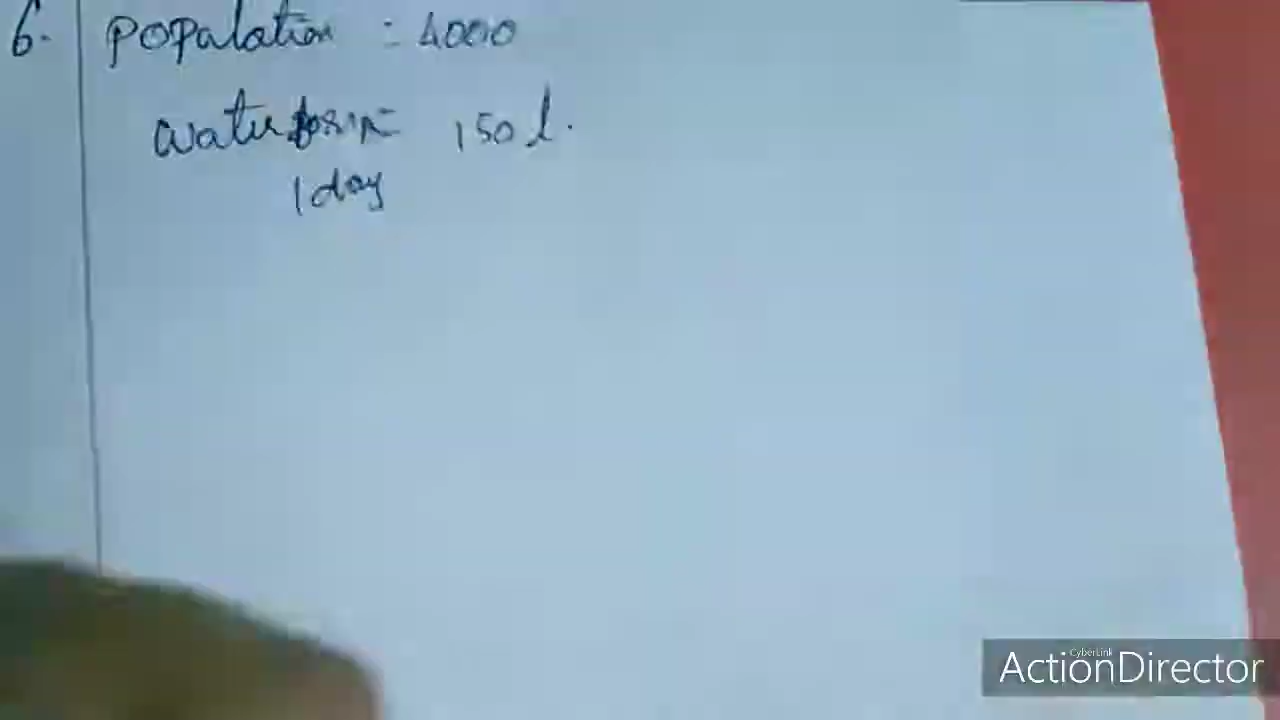 6. Population : 4000
water 150 l.
1 day
CyberLink
ActionDirector